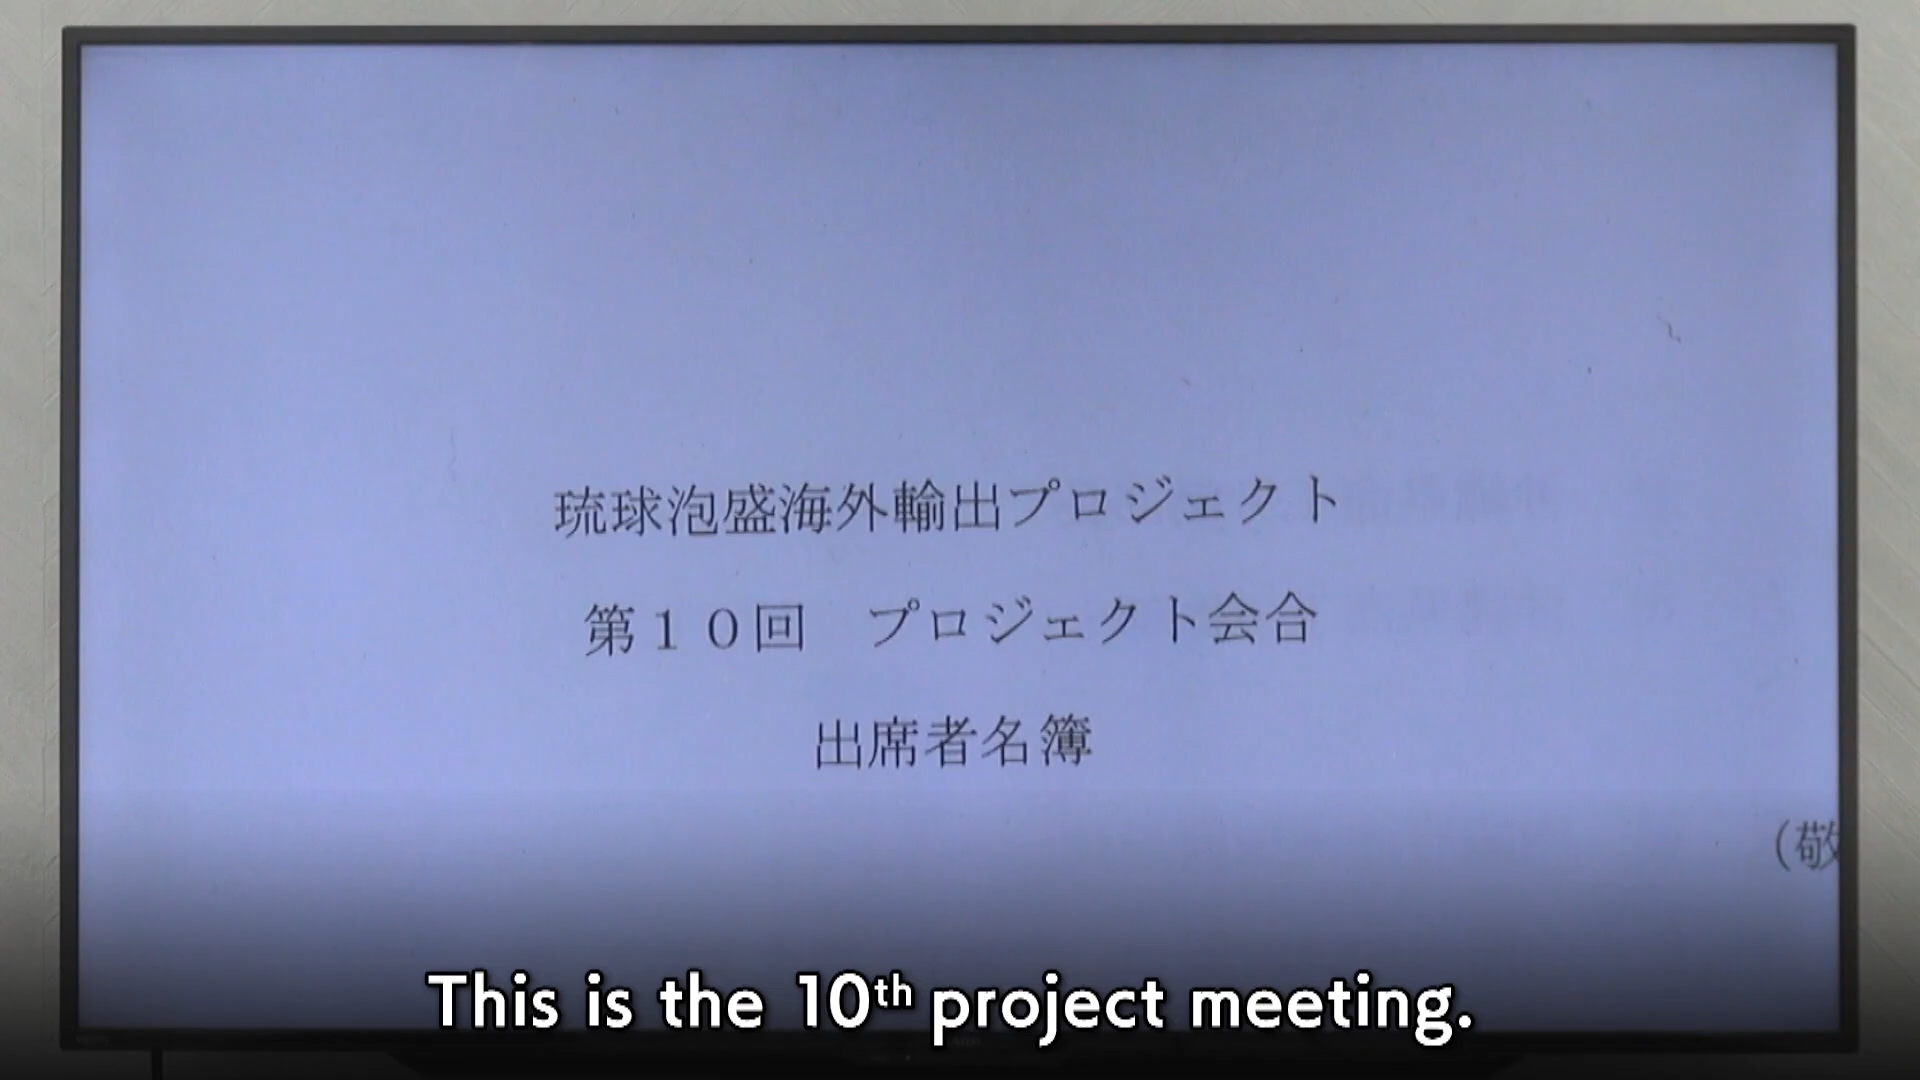 琉球泡盛海外輸出プロジェクト
第１０回　プロジェクト会合
出席者名簿
（敬
This is the 10th project meeting.